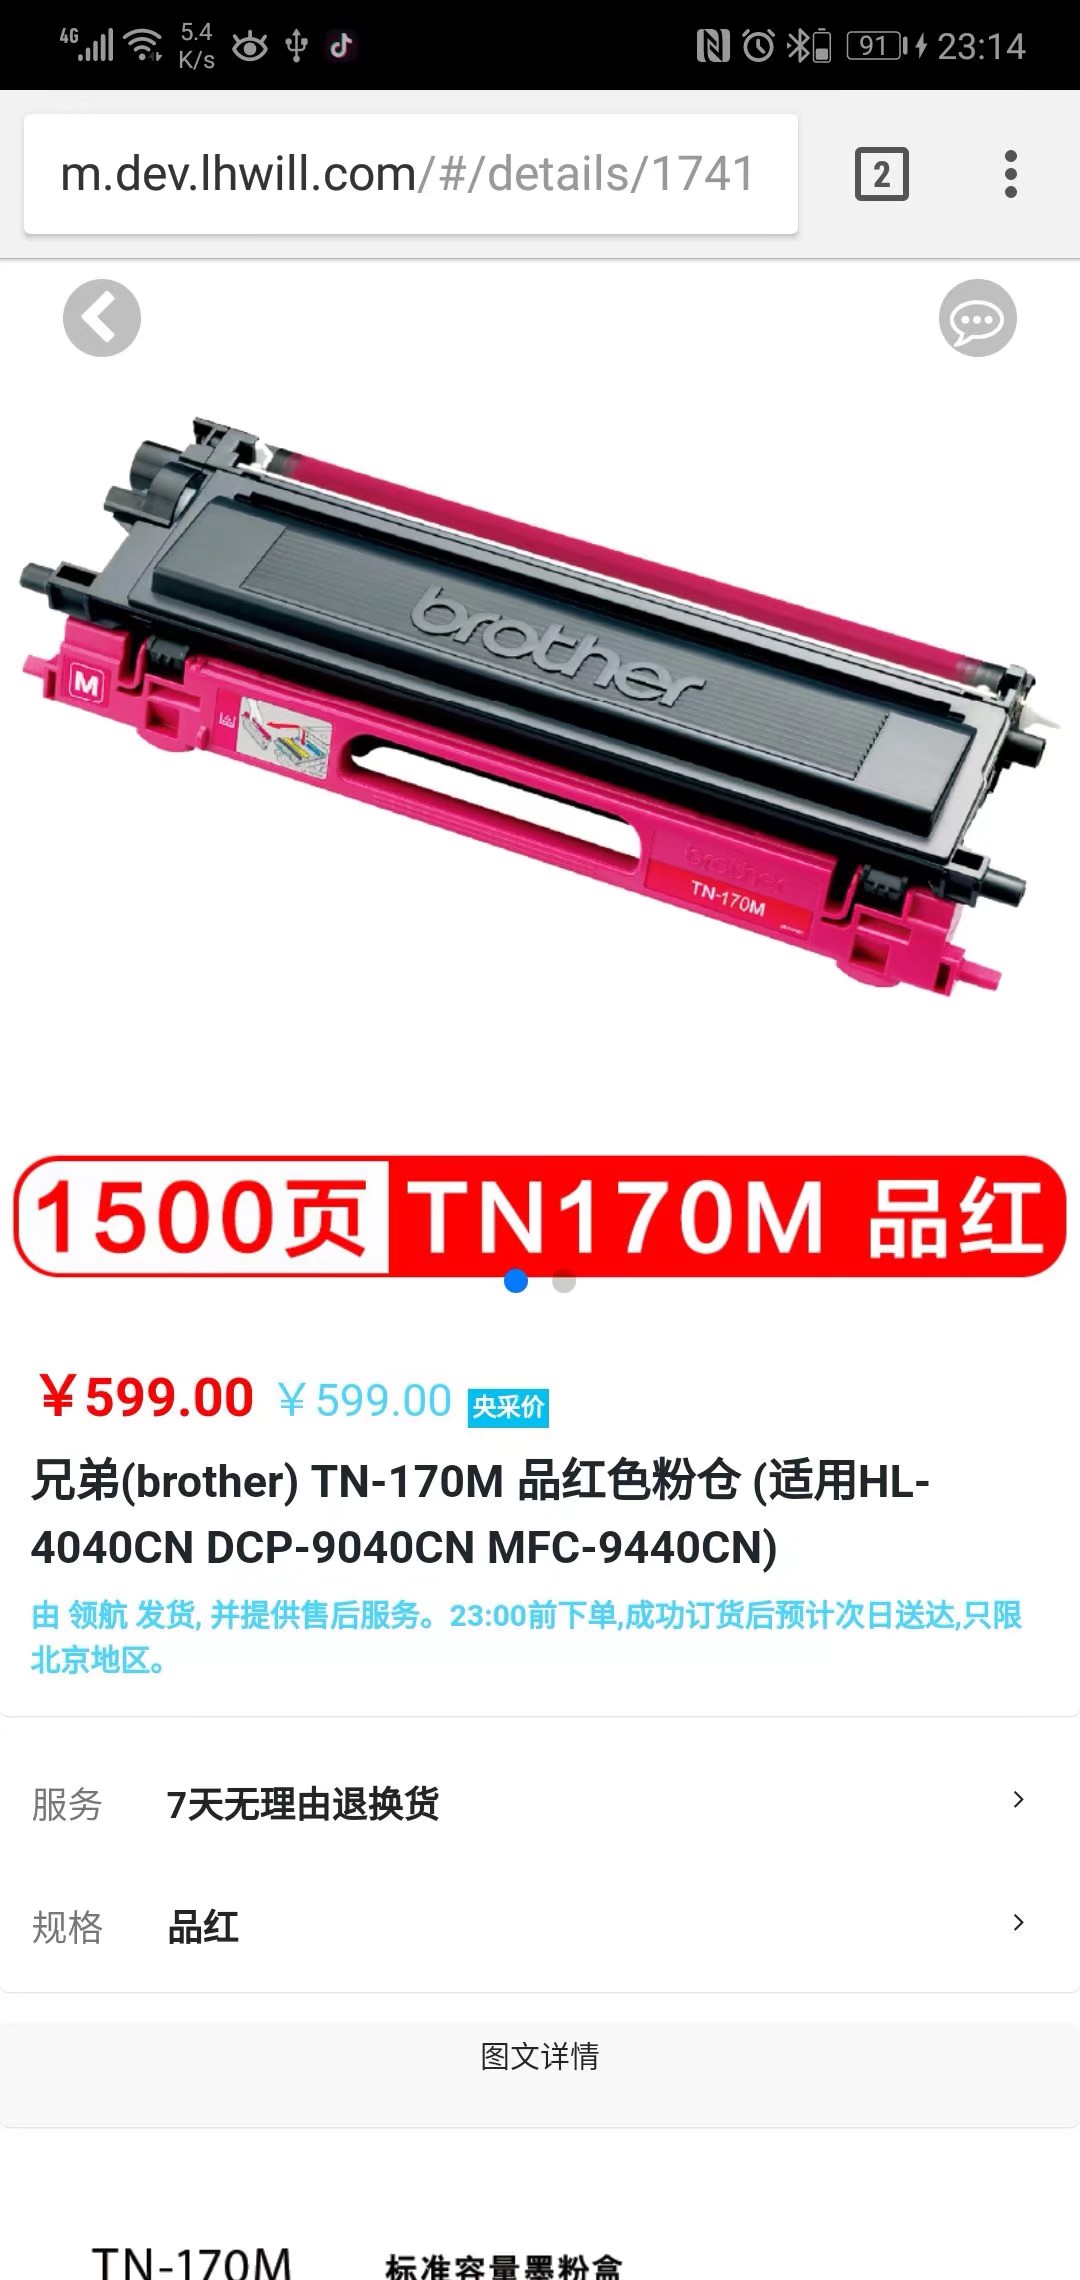 4G 5.4 K/s 91 23:14
m.dev.lhwill.com/#/details/1741
2
brother
M
brother
TN-170M
1500页 TN170M 品红
￥599.00 ￥599.00 央采价
兄弟(brother) TN-170M 品红色粉仓 (适用HL-
4040CN DCP-9040CN MFC-9440CN)
由 领航 发货, 并提供售后服务。23:00前下单,成功订货后预计次日送达,只限
北京地区。
服务 7天无理由退换货
规格 品红
图文详情
TN-170M 标准容量墨粉盒